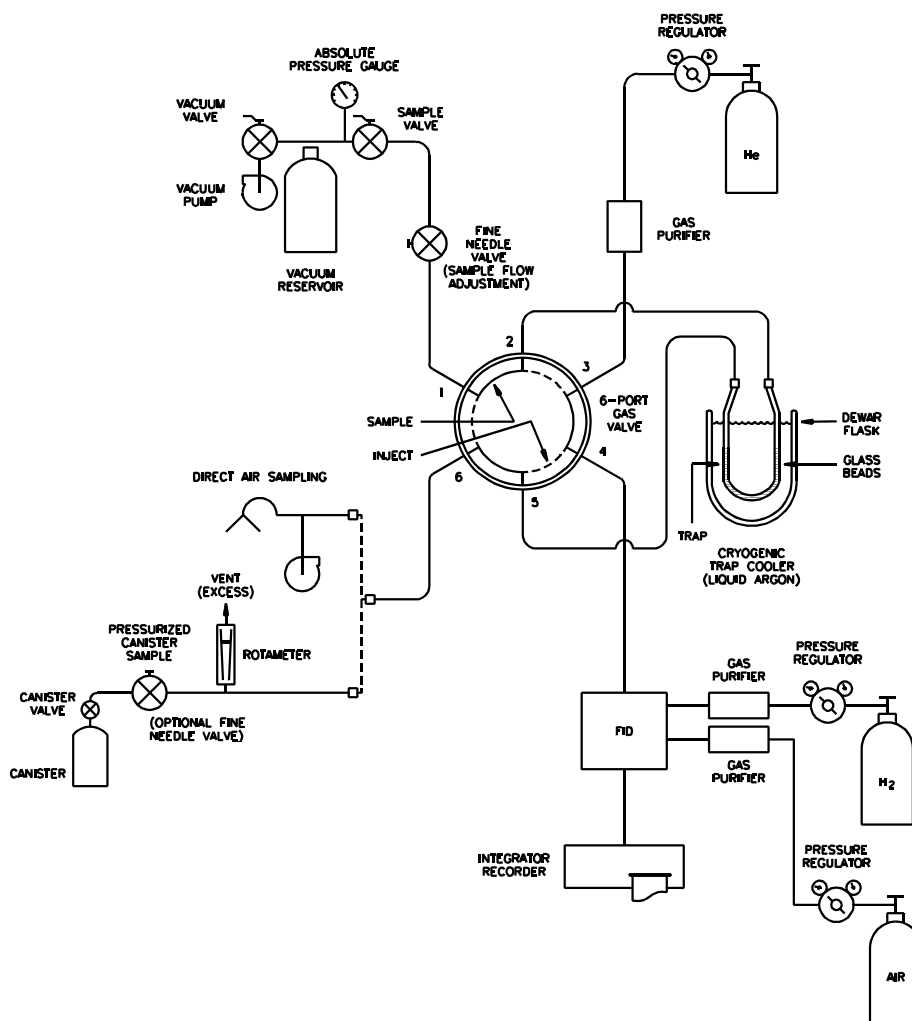 PRESSURE
REGULATOR
ABSOLUTE
PRESSURE GAUGE
VACUUM
VALVE
SAMPLE
VALVE
He
VACUUM
PUMP
GAS
PURIFIER
FINE
NEEDLE
VALVE
(SAMPLE FLOW
ADJUSTMENT)
VACUUM
RESERVOIR
2
3
1
6-PORT
GAS
VALVE
SAMPLE
DEWAR
FLASK
INJECT
4
6
GLASS
BEADS
DIRECT AIR SAMPLING
5
TRAP
CRYOGENIC
TRAP COOLER
(LIQUID ARGON)
VENT
(EXCESS)
PRESSURIZED
CANISTER
SAMPLE
ROTAMETER
PRESSURE
REGULATOR
GAS
PURIFIER
CANISTER
VALVE
(OPTIONAL FINE
NEEDLE VALVE)
FID
GAS
PURIFIER
CANISTER
H2
INTEGRATOR
RECORDER
PRESSURE
REGULATOR
AIR